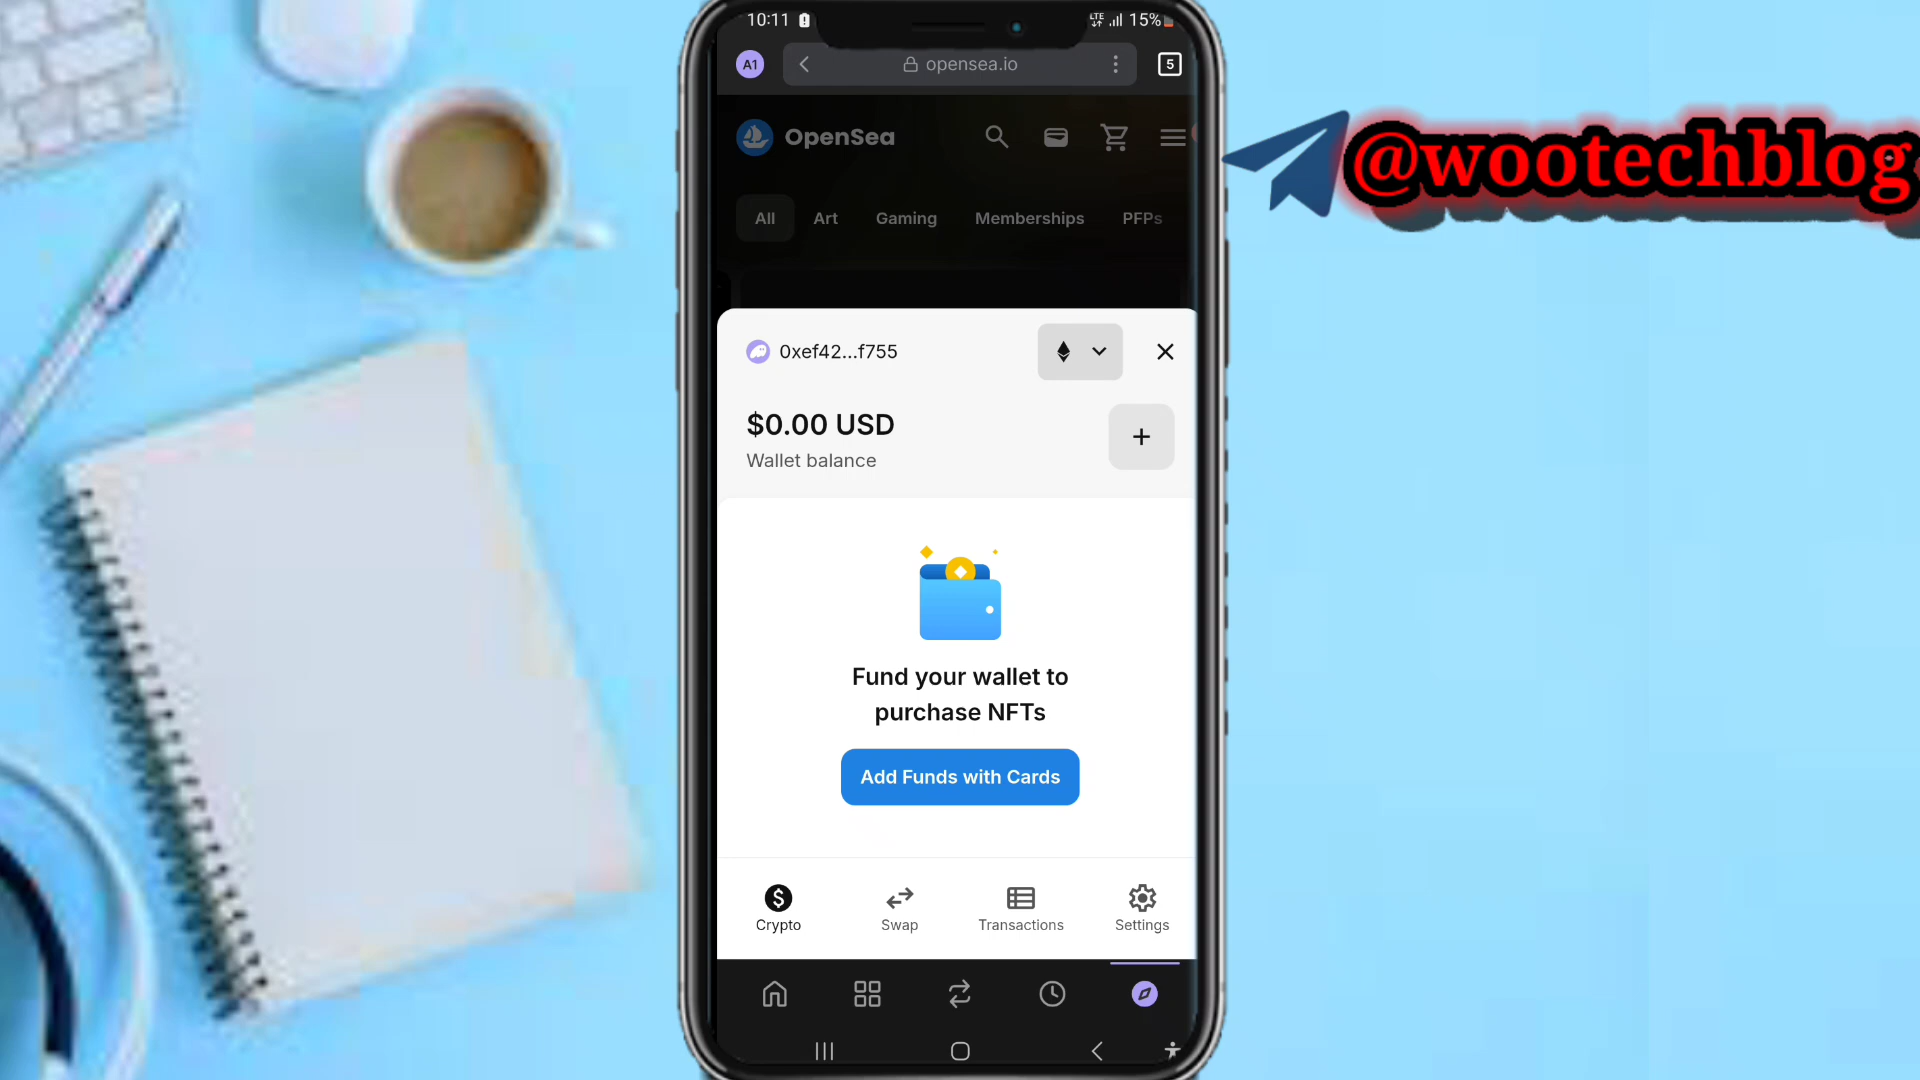 10:11
LTE 15%
A1
opensea.io
5
OpenSea
@wootechblog
All Art Gaming Memberships PFPs
0xef42...f755
$0.00 USD
+
Wallet balance
Fund your wallet to
purchase NFTs
Add Funds with Cards
Crypto Swap Transactions Settings